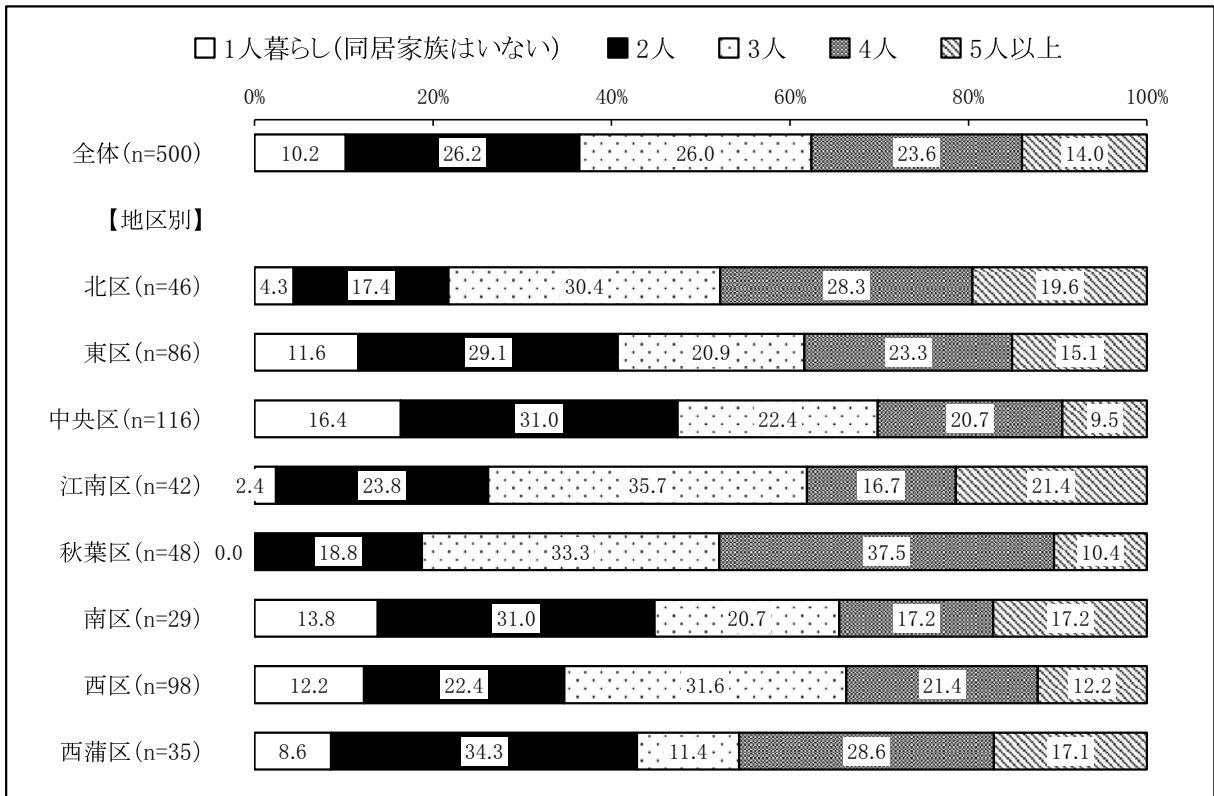 1人暮らし(同居家族はいない) 2人 3人 4人 5人以上
0% 20% 40% 60% 80% 100%
全体(n=500) 10.2 26.2 26.0 23.6 14.0
【地区別】
北区(n=46) 4.3 17.4 30.4 28.3 19.6
東区(n=86) 11.6 29.1 20.9 23.3 15.1
中央区(n=116) 16.4 31.0 22.4 20.7 9.5
江南区(n=42) 2.4 23.8 35.7 16.7 21.4
秋葉区(n=48) 0.0 18.8 33.3 37.5 10.4
南区(n=29) 13.8 31.0 20.7 17.2 17.2
西区(n=98) 12.2 22.4 31.6 21.4 12.2
西蒲区(n=35) 8.6 34.3 11.4 28.6 17.1